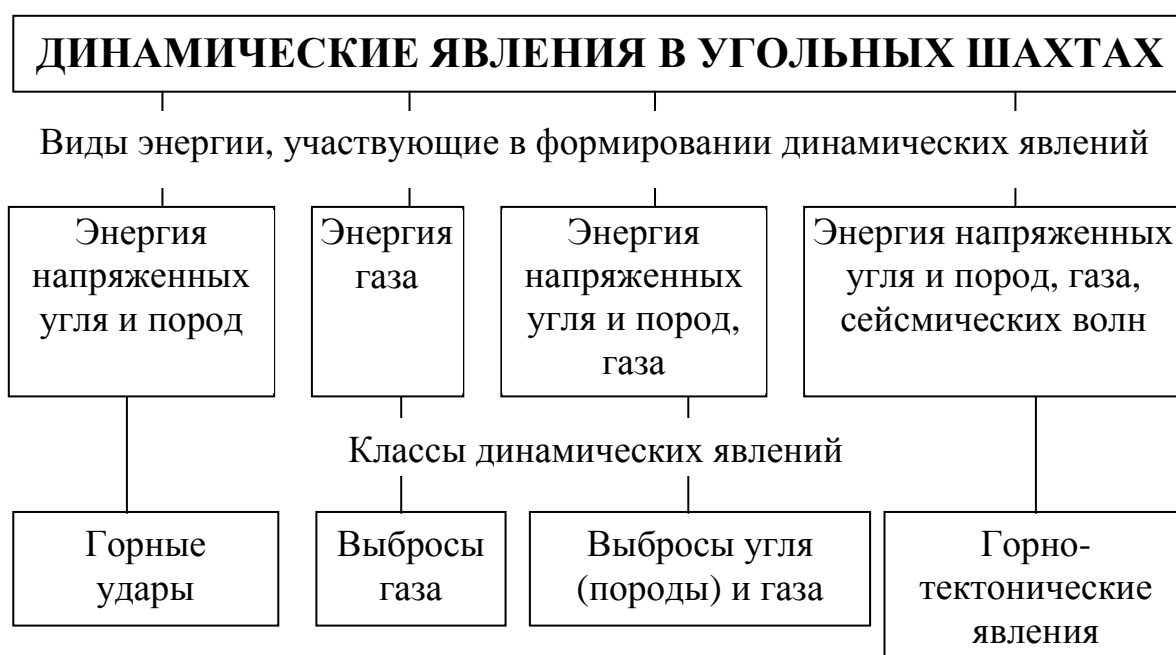 ДИНАМИЧЕСКИЕ ЯВЛЕНИЯ В УГОЛЬНЫХ ШАХТАХ
Виды энергии, участвующие в формировании динамических явлений
Энергия
напряженных
угля и пород
Энергия
газа
Энергия
напряженных
угля и пород,
газа
Энергия напряженных
угля и пород, газа,
сейсмических волн
Классы динамических явлений
Горные
удары
Выбросы
газа
Выбросы угля
(породы) и газа
Горно-
тектонические
явления